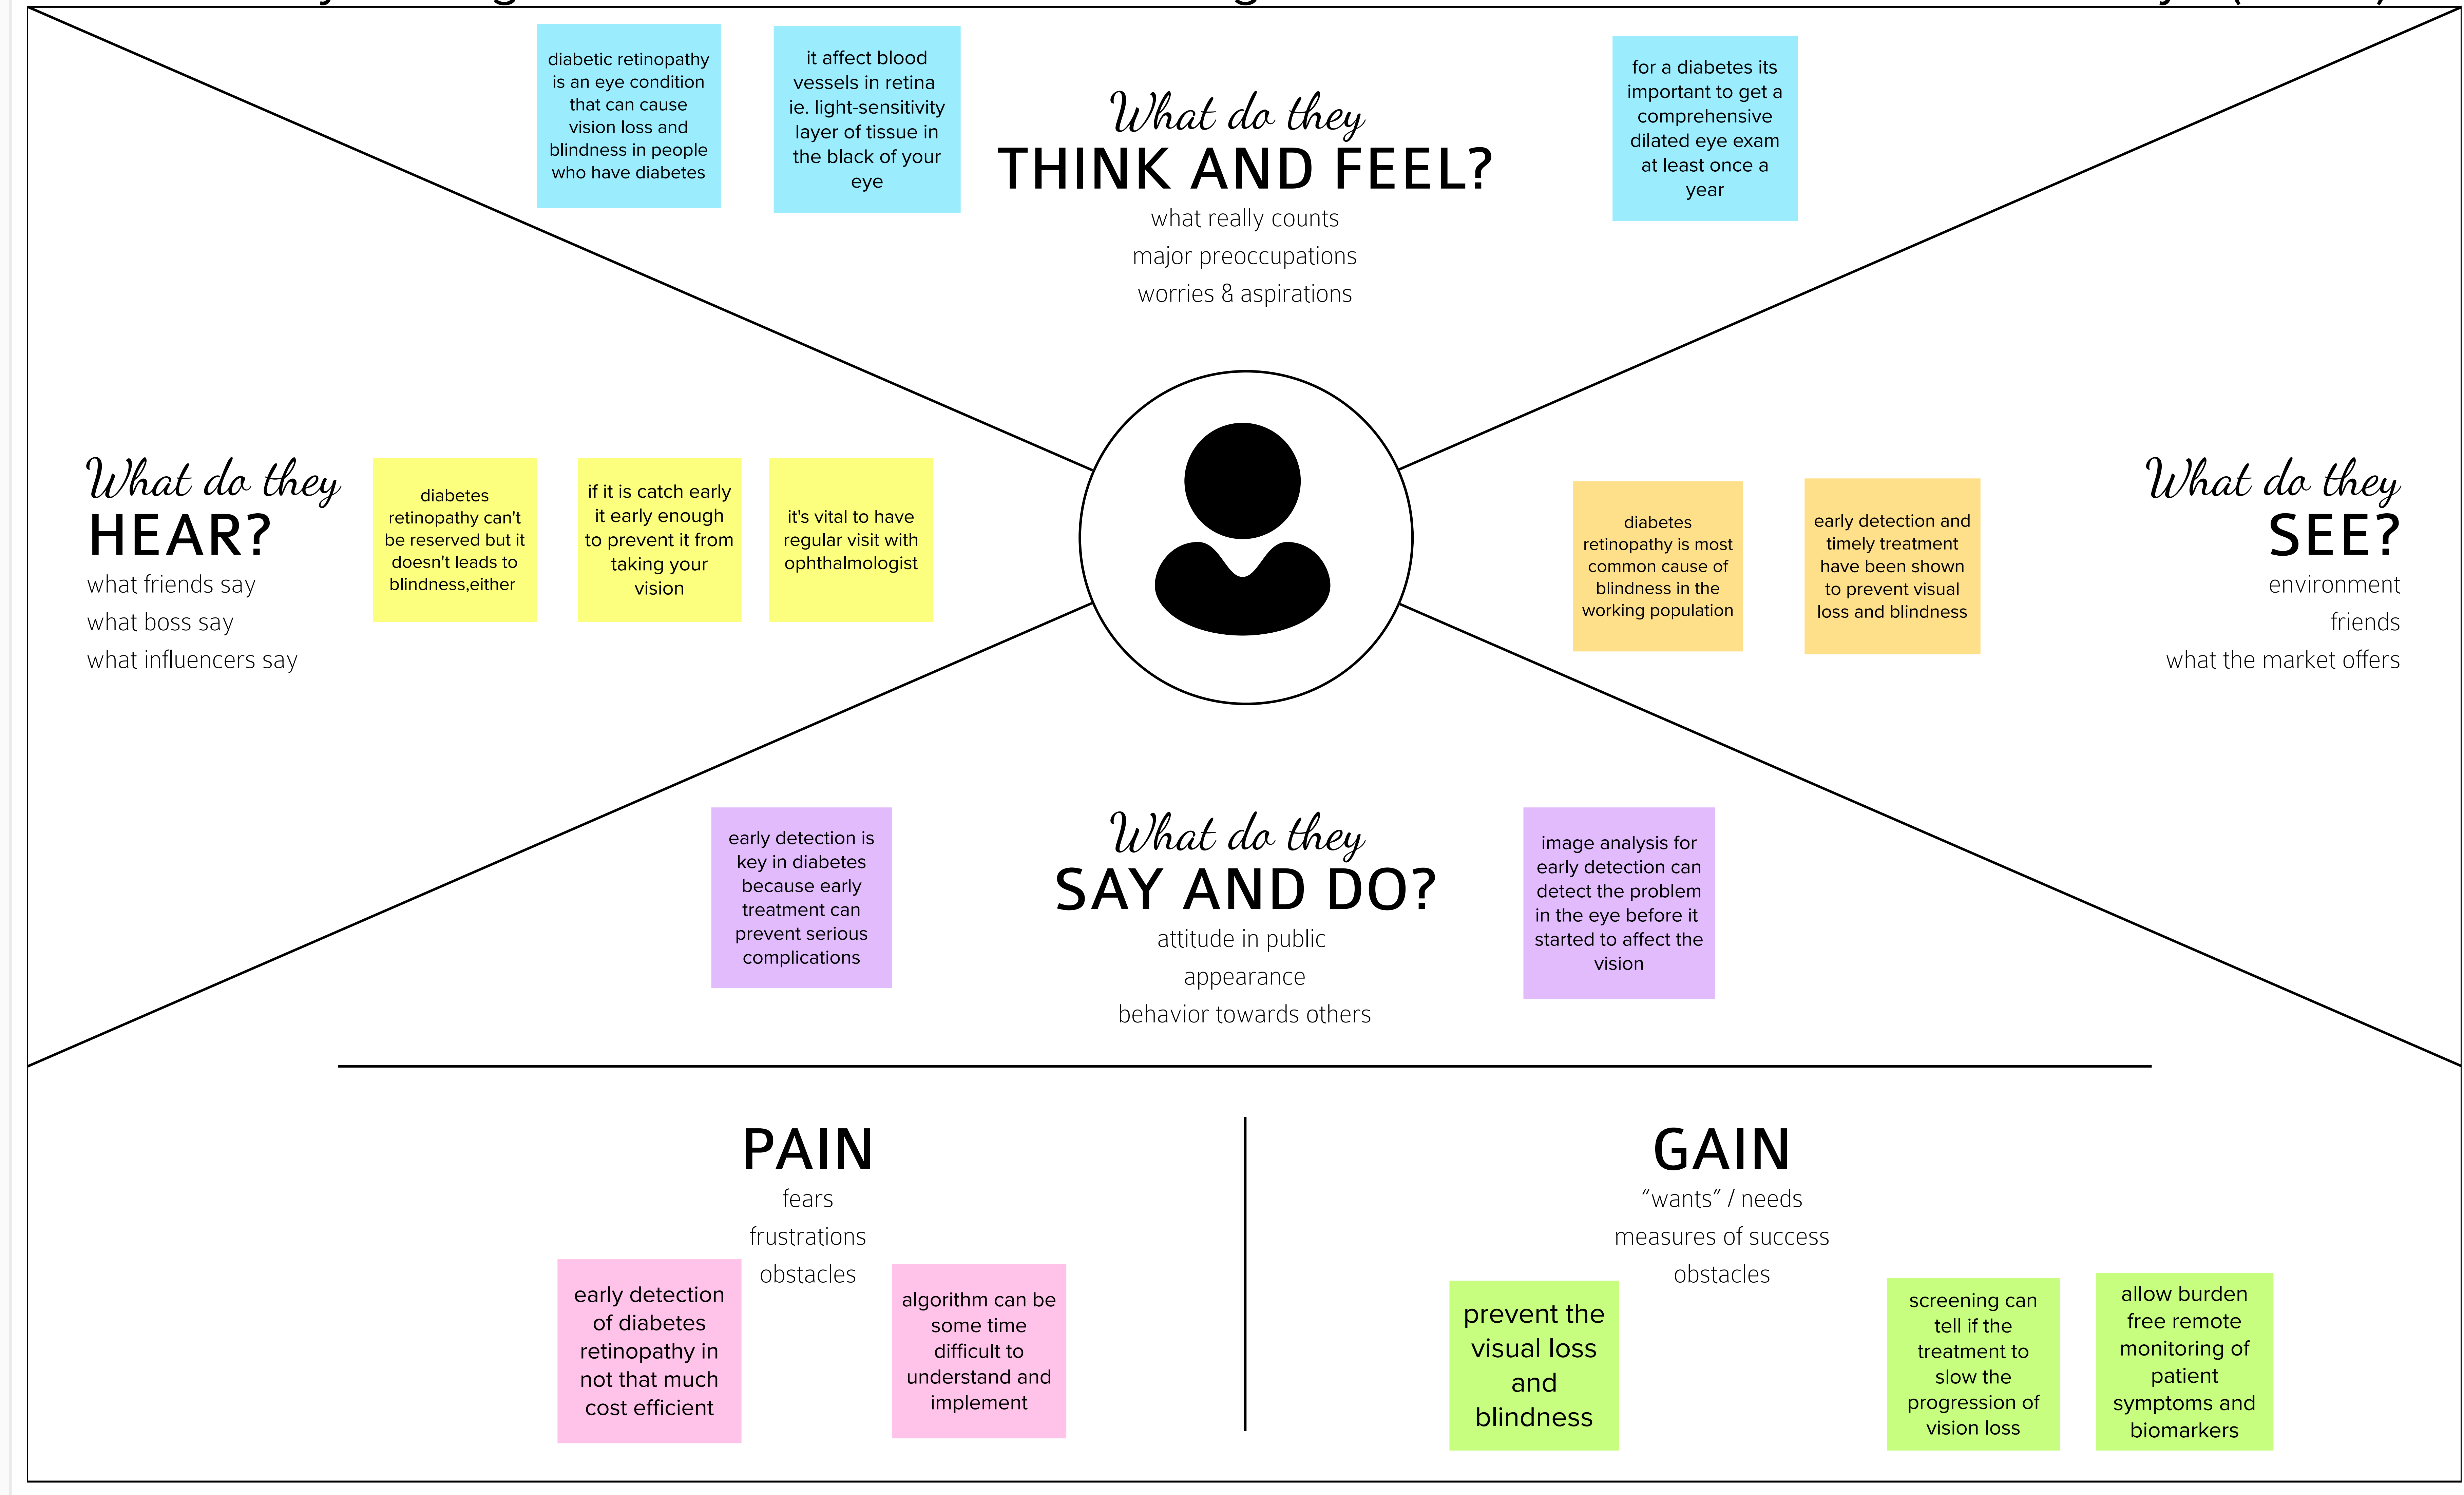 diabetic retinopathy
is an eye condition
that can cause
vision loss and
blindness in people
who have diabetes
it affect blood
vessels in retina
ie. light-sensitivity
layer of tissue in
the black of your
eye
What do they
THINK AND FEEL?
what really counts
major preoccupations
worries & aspirations
for a diabetes its
important to get a
comprehensive
dilated eye exam
at least once a
year
What do they
HEAR?
what friends say
what boss say
what influencers say
diabetes
retinopathy can't
be reserved but it
doesn't leads to
blindness,either
if it is catch early
it early enough
to prevent it from
taking your
vision
it's vital to have
regular visit with
ophthalmologist
diabetes
retinopathy is most
common cause of
blindness in the
working population
early detection and
timely treatment
have been shown
to prevent visual
loss and blindness
What do they
SEE?
environment
friends
what the market offers
early detection is
key in diabetes
because early
treatment can
prevent serious
complications
What do they
SAY AND DO?
attitude in public
appearance
behavior towards others
image analysis for
early detection can
detect the problem
in the eye before it
started to affect the
vision
PAIN
fears
frustrations
obstacles
early detection
of diabetes
retinopathy in
not that much
cost efficient
algorithm can be
some time
difficult to
understand and
implement
GAIN
“wants” / needs
measures of success
obstacles
prevent the
visual loss
and
blindness
screening can
tell if the
treatment to
slow the
progression of
vision loss
allow burden
free remote
monitoring of
patient
symptoms and
biomarkers